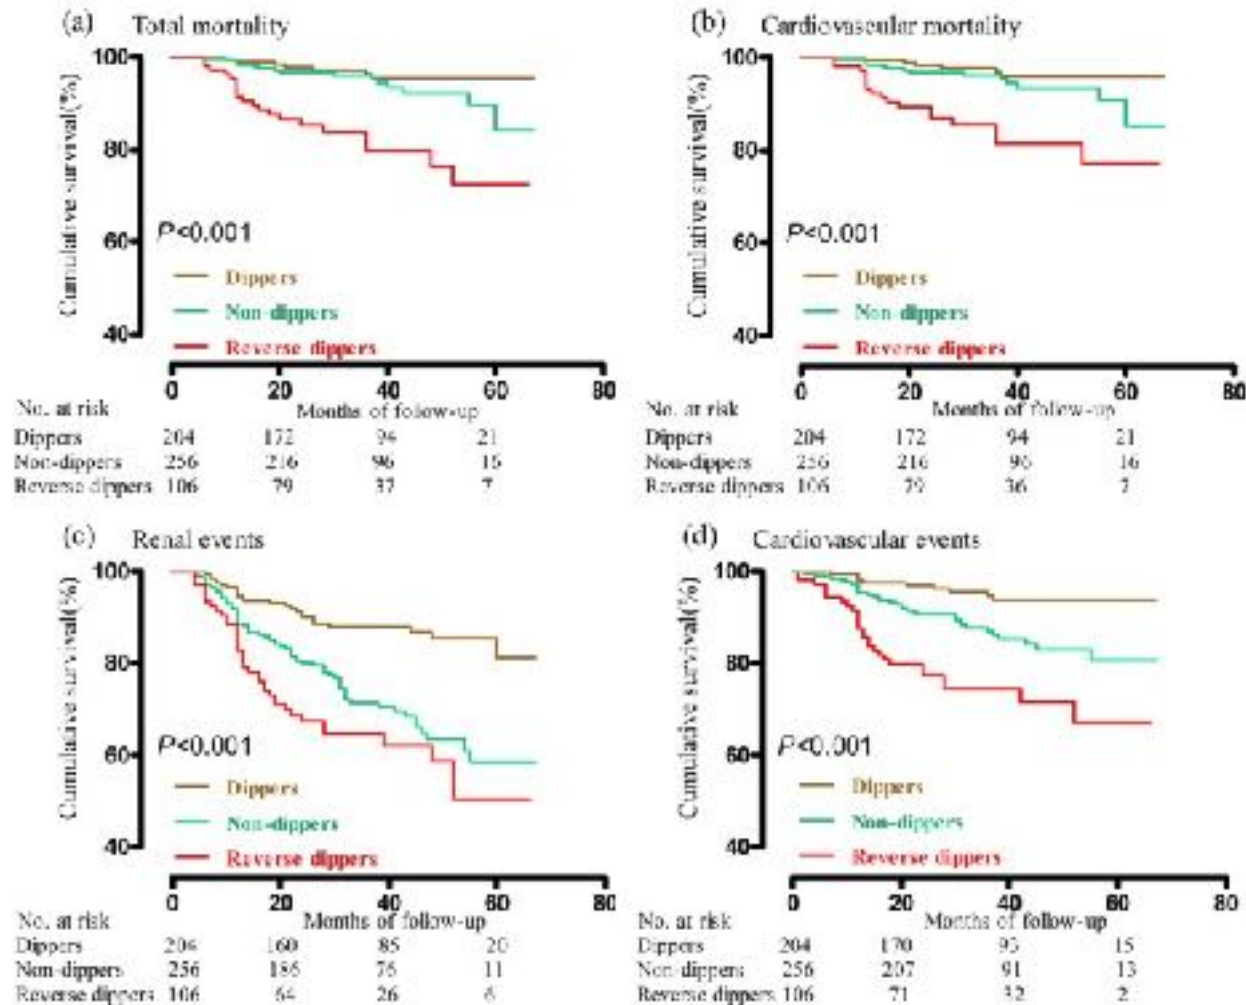 (a) Total mortality
Cumulative survival(%)
100
80
60
40
P<0.001
Dippers
Non-dippers
Reverse dippers
0 20 40 60 80
No. at risk Months of follow-up
Dippers 204 172 94 21
Non-dippers 256 216 96 16
Reverse dippers 106 79 37 7
(b) Cardiovascular mortality
Cumulative survival(%)
100
80
60
40
P<0.001
Dippers
Non-dippers
Reverse dippers
0 20 40 60 80
No. at risk Months of follow-up
Dippers 204 172 94 21
Non-dippers 256 216 96 16
Reverse dippers 106 79 36
(c) Renal events
Cumulative survival(%)
100
80
60
40
P<0.001
Dippers
Non-dippers
Reverse dippers
0 20 40 60 80
No. at risk Months of follow-up
Dippers 204 160 20
Non-dippers 256 186 76 11
Reverse dippers 106 64 26 6
(d) Cardiovascular events
Cumulative survival(%)
100
80
60
40
P<0.001
Dippers
Non-dippers
Reverse dippers
0 20 40 60 80
No. at risk Months of follow-up
Dippers 204 170 15
Non-dippers 256 207 91 13
Reverse dippers 106 71 32 2